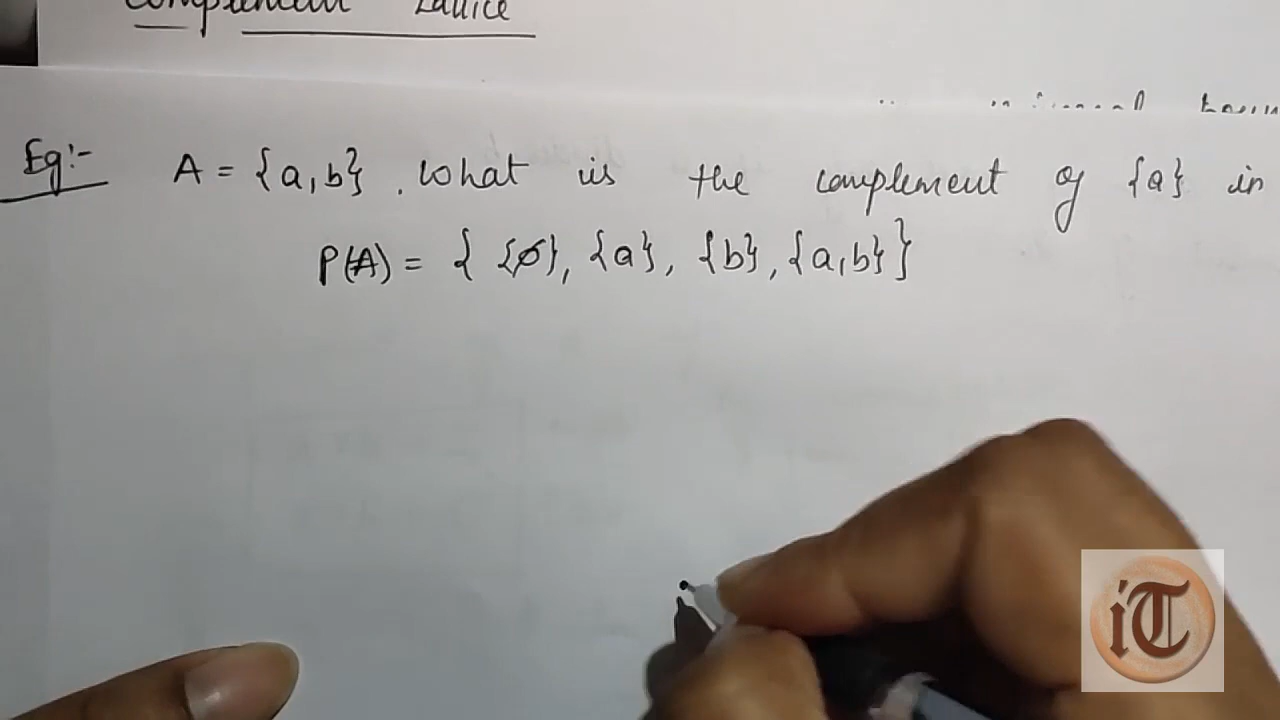 Complement Lattice
Eg:- A = {a, b}. What is the complement of {a} in
P(A) = { {ϕ}, {a}, {b}, {a, b} }
iT